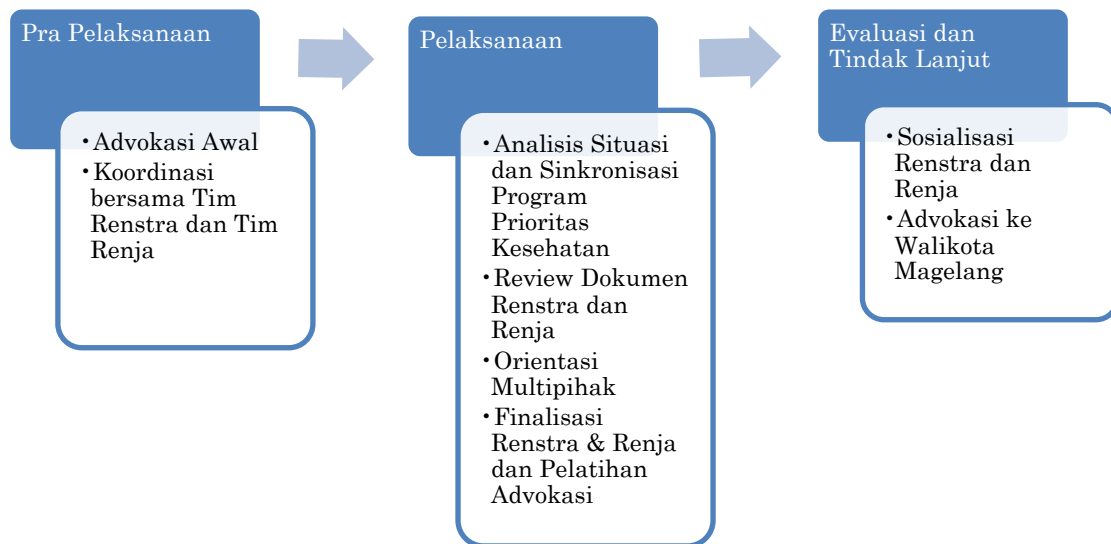 Pra Pelaksanaan
•Advokasi Awal
•Koordinasi
bersama Tim
Renstra dan Tim
Renja
Pelaksanaan
•Analisis Situasi
dan Sinkronisasi
Program
Prioritas
Kesehatan
•Review Dokumen
Renstra dan
Renja
•Orientasi
Multipihak
•Finalisasi
Renstra & Renja
dan Pelatihan
Advokasi
Evaluasi dan
Tindak Lanjut
•Sosialisasi
Renstra dan
Renja
•Advokasi ke
Walikota
Magelang